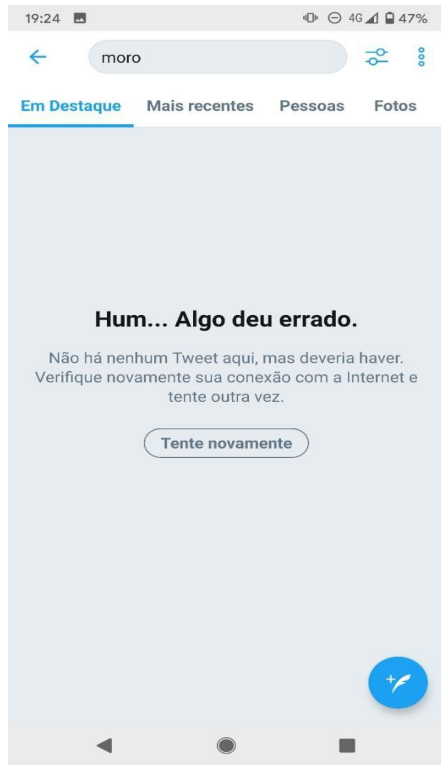 19:24 4G 47%
moro
Em Destaque Mais recentes Pessoas Fotos
Hum... Algo deu errado.
Não há nenhum Tweet aqui, mas deveria haver.
Verifique novamente sua conexão com a Internet e
tente outra vez.
Tente novamente